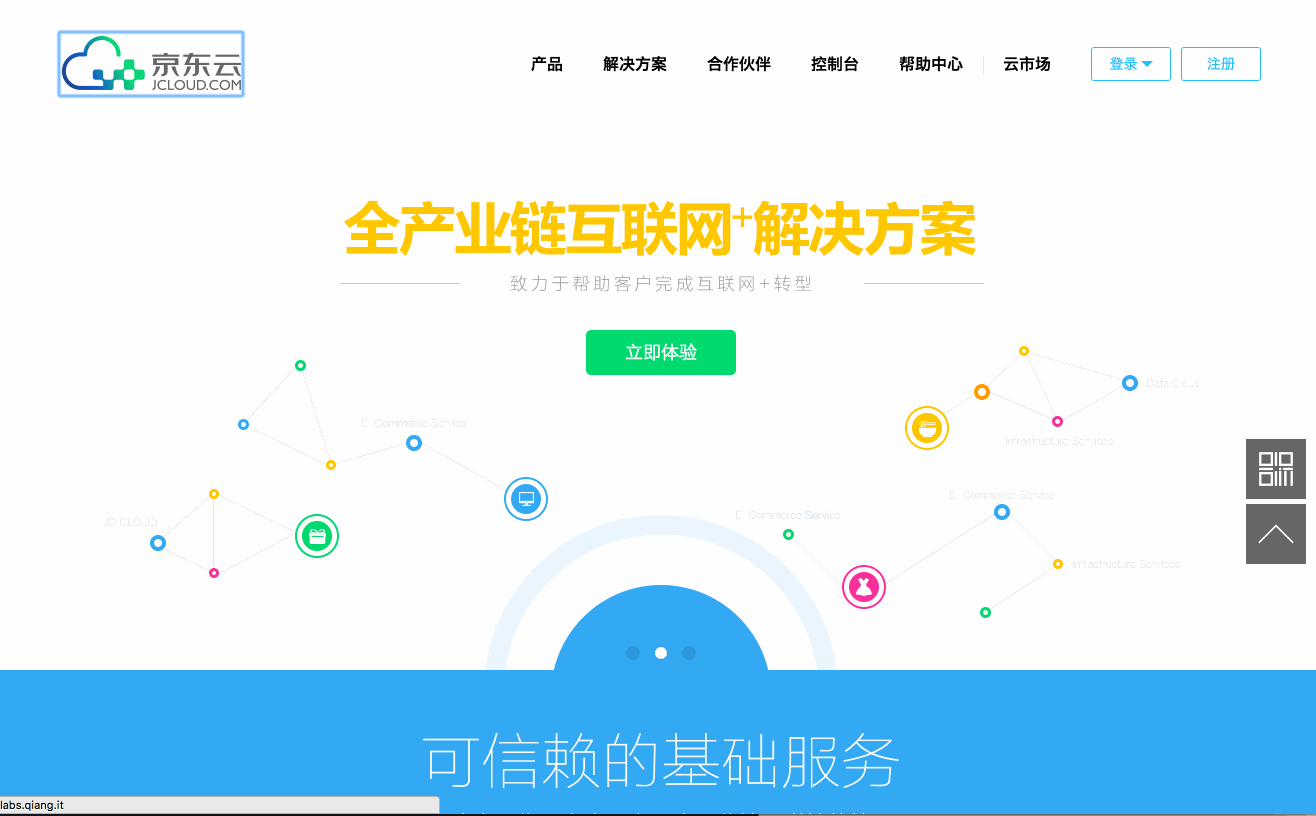 京东云
JCLOUD.COM
产品 解决方案 合作伙伴 控制台 帮助中心 云市场 登录 注册
全产业链互联网+解决方案
致力于帮助客户完成互联网+转型
立即体验
Data Cloud
E Commerce Service
Infrastructure Services
E Commerce Service
E Commerce Service
JD CLOUD
Infrastructure Services
可信赖的基础服务
labs.qiang.it